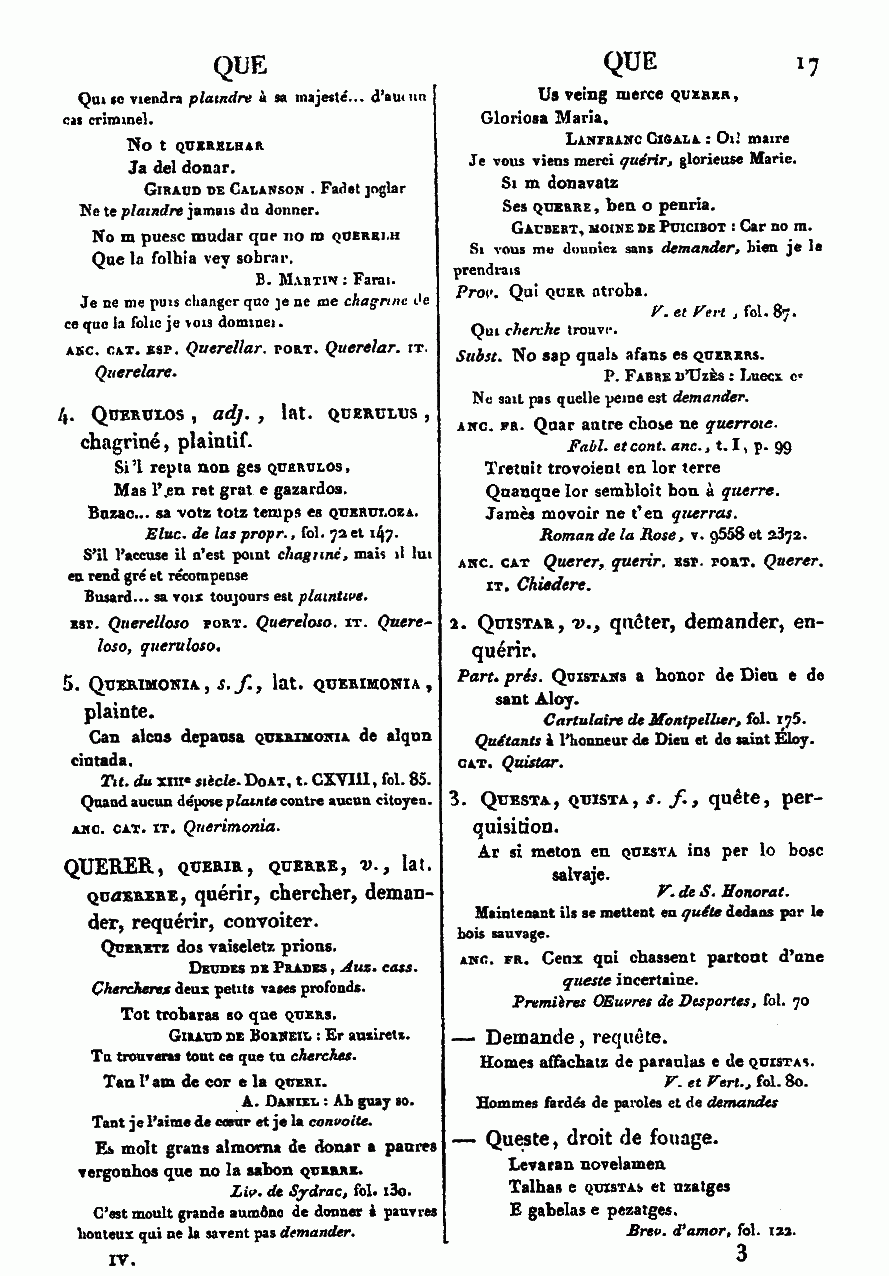 QUE
QUE 17
Qui se viendra plaindre à sa majesté... d'aucun
cas criminel.
No t QUERELHAR
Ja del donar.
GIRAUD DE CALANSON : Fadet joglar
Ne te plaindre jamais du donner.
No m puesc mudar que no m QUERELH
Que la folhia vey sobrar.
B. MARTIN : Farai.
Je ne me puis changer que je ne me chagrine de
ce que la folie je vois dominer.
ANC. CAT. ESP. Querellar. PORT. Querelar. IT.
Querelare.
4. QUERULOS, adj., lat. QUERULUS,
chagriné, plaintif.
Si'l repta non ges QUERULOS,
Mas l'en ret grat e gazardos.
Buzac... sa votz totz temps es QUERULOZA.
Eluc. de las propr., fol. 72 et 147.
S'il l'accuse il n'est point chagriné, mais il lui
en rend gré et récompense
Busard... sa voix toujours est plaintive.
ESP. Querelloso PORT. Quereloso. IT. Quere-
loso, queruloso.
5. QUERIMONIA, s. f., lat. QUERIMONIA,
plainte.
Can alcus depausa QUERIMONIA de alqun
ciutada.
Tit. du XIIIe siècle. DOAT, t. CXVIII, fol. 85.
Quand aucun dépose plainte contre aucun citoyen.
ANC. CAT. IT. Querimonia.
QUERER, QUERIR, QUERRE, v., lat.
QUAERERE, quérir, chercher, deman-
der, requérir, convoiter.
QUERETZ dos vaiseletz prions.
DEUDES DE PRADES, Auz. cass.
Chercherez deux petits vases profonds.
Tot trobaras so que QUERS.
GIRAUD DE BORNEIL : Er auziretz.
Tu trouveras tout ce que tu cherches.
Tan l'am de cor e la QUERI.
A. DANIEL : Ab guay so.
Tant je l'aime de cœur et je la convoite.
Es molt grans almorna de donar a paures
vergonhos que no la sabon QUERRE.
Liv. de Sydrac, fol. 130.
C'est moult grande aumône de donner à pauvres
honteux qui ne la savent pas demander.
IV.
Us veing merce QUERER,
Gloriosa Maria.
LANFRANC CIGALA : Oi! maire
Je vous viens merci quérir, glorieuse Marie.
Si m donavatz
Ses QUERRE, ben o penria.
GAUBERT, MOINE DE PUICIBOT : Car no m.
Si vous me donniez sans demander, bien je le
prendrais
Prov. Qui QUER atroba.
V. et Vert, fol. 87.
Qui cherche trouve.
Subst. No sap quals afans es QUERERS.
P. FABRE D'UZÈS : Luecx e
Ne sait pas quelle peine est demander.
ANC. FR. Quar autre chose ne querroie.
Fabl. et cont. anc., t. I, p. 99
Tretuit trovoient en lor terre
Quanque lor sembloit bon à querre.
Jamès movoir ne t'en querras.
Roman de la Rose, v. 9558 et 2372.
ANC. CAT Querer, querir. ESP. PORT. Querer.
IT. Chiedere.
2. QUISTAR, v., quêter, demander, en-
quérir.
Part. prés. QUISTANS a honor de Dieu e de
sant Aloy.
Cartulaire de Montpellier, fol. 175.
Quêtants à l'honneur de Dieu et de saint Éloy.
CAT. Quistar.
3. QUESTA, QUISTA, s. f., quête, per-
quisition.
Ar si meton en QUESTA ins per lo bosc
salvaje.
V. de S. Honorat.
Maintenant ils se mettent en quête dedans par le
bois sauvage.
ANC. FR. Ceux qui chassent partout d'une
queste incertaine.
Premières Œuvres de Desportes, fol. 70
— Demande, requête.
Homes affachatz de paraulas e de QUISTAS.
V. et Vert., fol. 80.
Hommes fardés de paroles et de demandes
— Queste, droit de fouage.
Levaran novelamen
Talhas e QUISTAS et uzatges
E gabelas e pezatges.
Brev. d'amor, fol. 122.
3